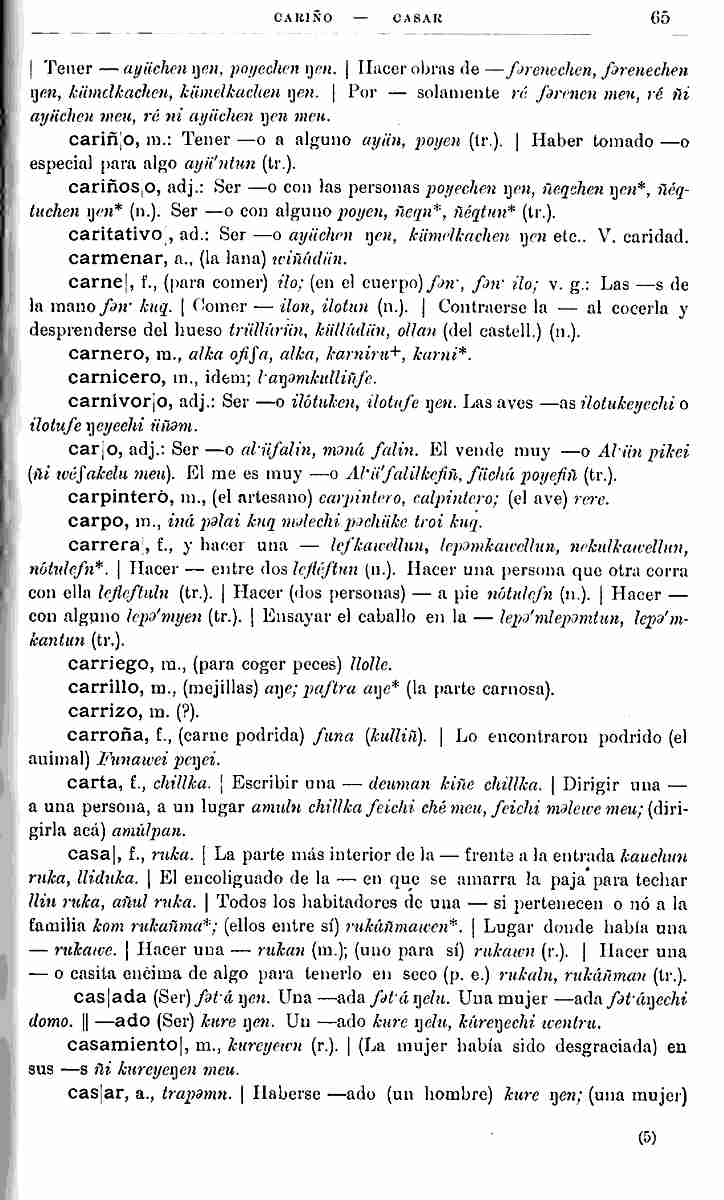 CARIÑO — CASAR 65
| Tener — ayüchen ŋen, poyechen ŋen. | Hacer obras de — fərenechen, fərenechen
ŋen, kümelkachen, kümelkachen ŋen. | Por — solamente ré fərenen meu, ré ñi
ayüchen meu, ré ni ayüchen ŋen meu.
cariñ|o, m.: Tener —o a alguno ayün, poyen (tr.). | Haber tomado —o
especial para algo ayü'ntun (tr.).
cariños|o, adj.: Ser —o con las personas poyechen ŋen, ñeqəhen ŋen*, ñéq-
tuchen ŋen* (n.). Ser —o con alguno poyen, ñeqn*, ñéqtun* (tr.).
caritativo|, ad.: Ser —o ayüchen ŋen, kümelkachen ŋen etc.. V. caridad.
carmenar, a., (la lana) wiñúdün.
carne|, f., (para comer) ilo; (en el cuerpo) fən·, fən· ilo; v. g.: Las —s de
la mano fən· kuq. | Comer — ilon, ilotun (n.). | Contraerse la — al cocerla y
desprenderse del hueso trüllürün, küllüdün, ollan (del castell.) (n.).
carnero, m., alka ofiʃa, alka, karniru+, karni*.
carnicero, m., idem; l·aŋəmkulliñfe.
carnívor|o, adj.: Ser —o ilótuken, ilotufe ŋen. Las aves —as ilotukeyechi o
ilotufe ŋeyechi üñəm.
car|o, adj.: Ser —o al·üfalin, məná falin. El vende muy —o Al·ün pikei
(ñi wéʃakelu meu). El me es muy —o Al·ü'falilkefiñ, füchá poyefiñ (tr.).
carpinterò, m., (el artesano) carpintero, calpintero; (el ave) rere.
carpo, m., iná pəlai kuq məlechi pəchüke troi kuq.
carrera|, f., y hacer una — lefkawellun, lepəmkawellun, nekulkawellun,
nótulefn*. | Hacer — entre dos lefléftun (n.). Hacer una persona que otra corra
con ella lefleftuln (tr.). | Hacer (dos personas) — a pie nótulefn (n.). | Hacer —
con alguno lepə'myen (tr.). | Ensayar el caballo en la — lepə'mlepəmtun, lepə'm-
kantun (tr.).
carriego, m., (para coger peces) llolle.
carrillo, m., (mejillas) aŋe; paftra aŋe* (la parte carnosa).
carrizo, m. (?).
carroña, f., (carne podrida) funa (kulliñ). | Lo encontraron podrido (el
animal) Funawei peŋei.
carta, f., chillka. | Escribir una — deuman kiñe chillka. | Dirigir una —
a una persona, a un lugar amuln chillka feichi ché meu, feichi məlewe meu; (diri-
girla acá) amúlpan.
casa|, f., ruka. | La parte más interior de la — frente a la entrada kauchun
ruka, lliduka. | El encoliguado de la — en que se amarra la paja para techar
llin ruka, añul ruka. | Todos los habitadores de una — si pertenecen o nó a la
familia kom rukañma*; (ellos entre sí) rukáñmawen*. | Lugar donde había una
— rukawe. | Hacer una — rukan (m.); (uno para sí) rukawn (r.). | Hacer una
— o casita encima de algo para tenerlo en seco (p. e.) rukaln, rukáñman (tr.).
cas|ada (Ser) fət·á ŋen. Una —ada fət·á ŋelu. Una mujer —ada fət·áŋechi
domo. || —ado (Ser) kure ŋen. Un —ado kure ŋelu, kúreŋechi wentru.
casamiento|, m., kureyewn (r.). | (La mujer había sido desgraciada) en
sus —s ñi kureyeŋen meu.
cas|ar, a., trapəmn. | Haberse —ado (un hombre) kure ŋen; (una mujer)
(5)